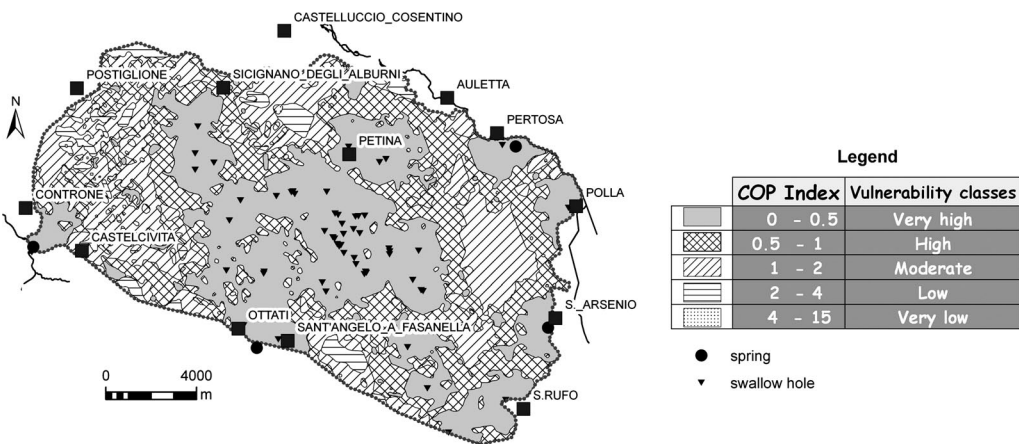 CASTELLUCCIO_COSENTINO
POSTIGLIONE
SICIGNANO_DEGLI_ALBURNI
AULETTA
N
PERTOSA
PETINA
CONTRONE
POLLA
CASTELCIVITA
S._ARSENIO
OTTATI
SANT'ANGELO_A_FASANELLA
S.RUFO
0 4000
m
Legend
COP Index Vulnerability classes
0 - 0.5 Very high
0.5 - 1 High
1 - 2 Moderate
2 - 4 Low
4 - 15 Very low
spring
swallow hole